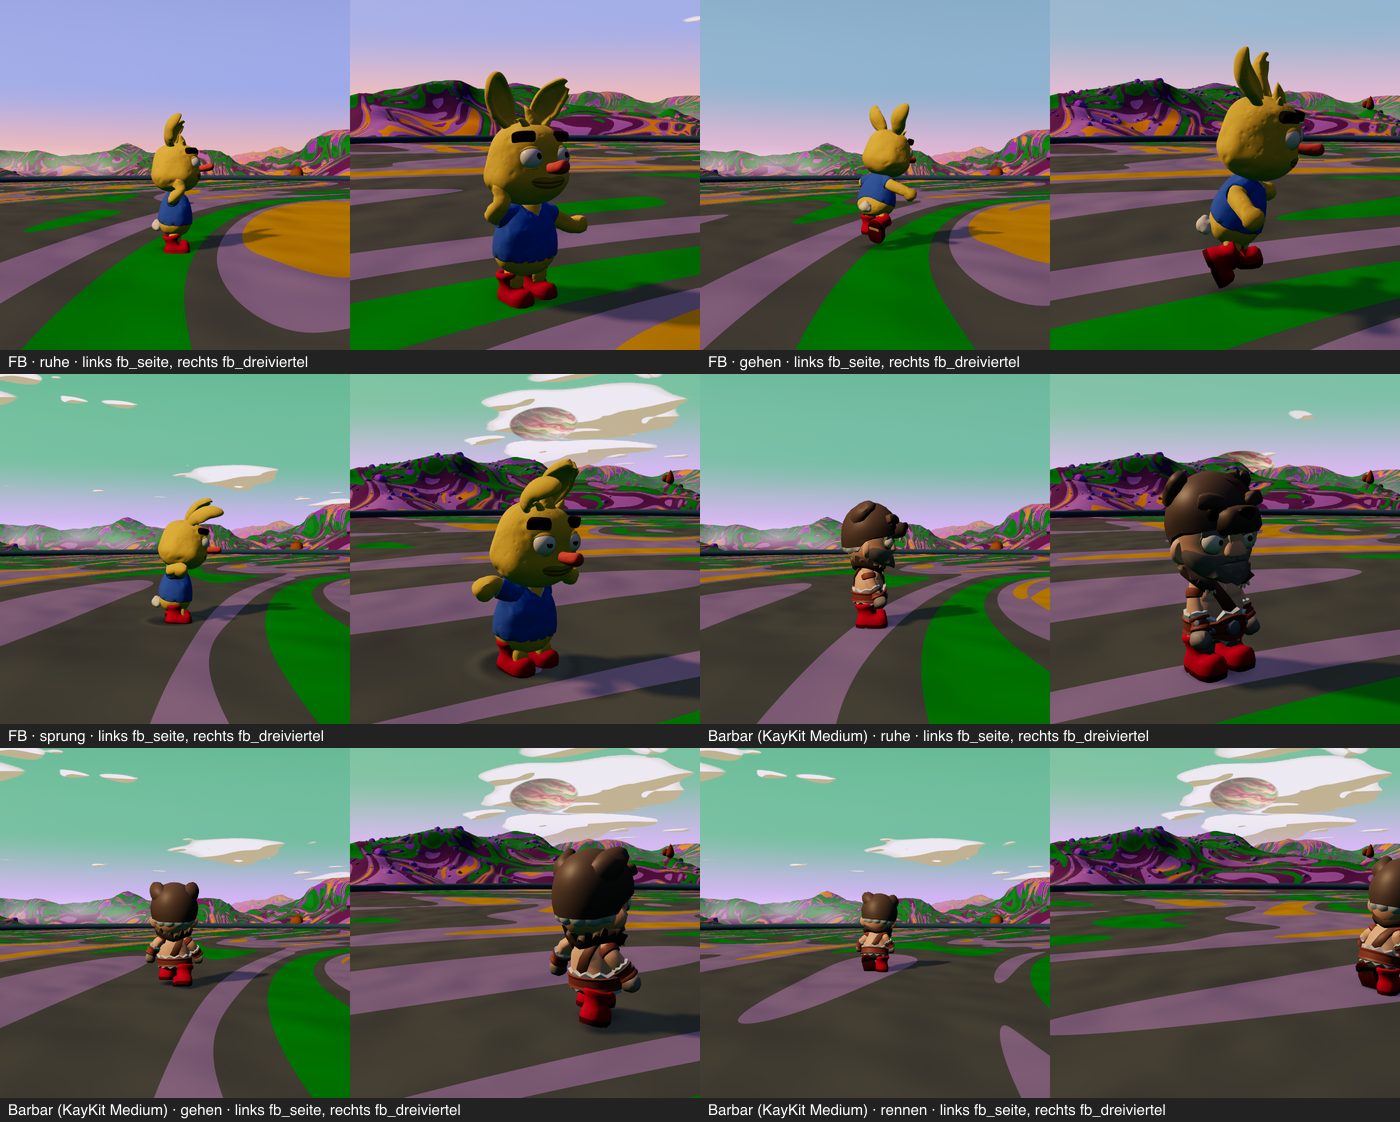 FB · ruhe · links fb_seite, rechts fb_dreiviertel
FB · gehen · links fb_seite, rechts fb_dreiviertel
FB · sprung · links fb_seite, rechts fb_dreiviertel
Barbar (KayKit Medium) · ruhe · links fb_seite, rechts fb_dreiviertel
Barbar (KayKit Medium) · gehen · links fb_seite, rechts fb_dreiviertel
Barbar (KayKit Medium) · rennen · links fb_seite, rechts fb_dreiviertel